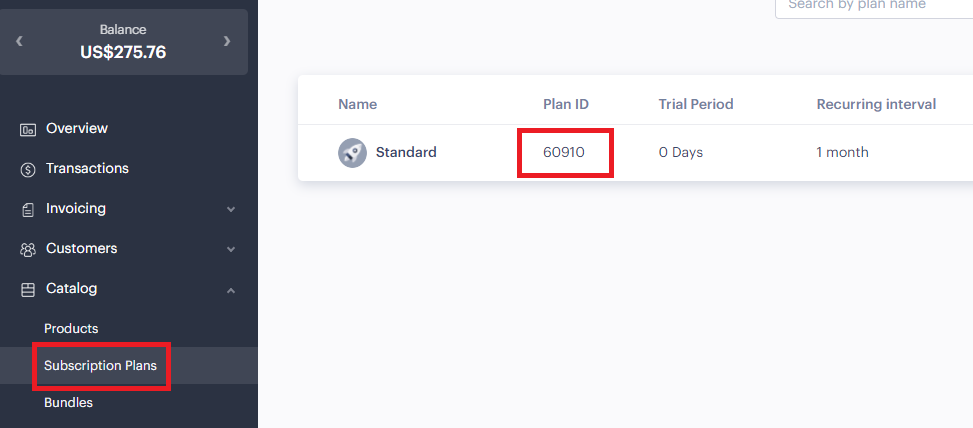 Balance
US$275.76
Overview
Transactions
Invoicing
Customers
Catalog
Products
Subscription Plans
Bundles
Search by plan name
Name Plan ID Trial Period Recurring interval
Standard 60910 0 Days 1 month